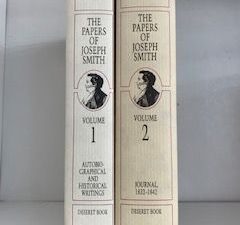 THE
PAPERS
OF
JOSEPH
SMITH
VOLUME
1
AUTOBIO-
GRAPHICAL
AND
HISTORICAL
WRITINGS
DESERET BOOK
THE
PAPERS
OF
JOSEPH
SMITH
VOLUME
2
JOURNAL,
1832–1842
DESERET BOOK